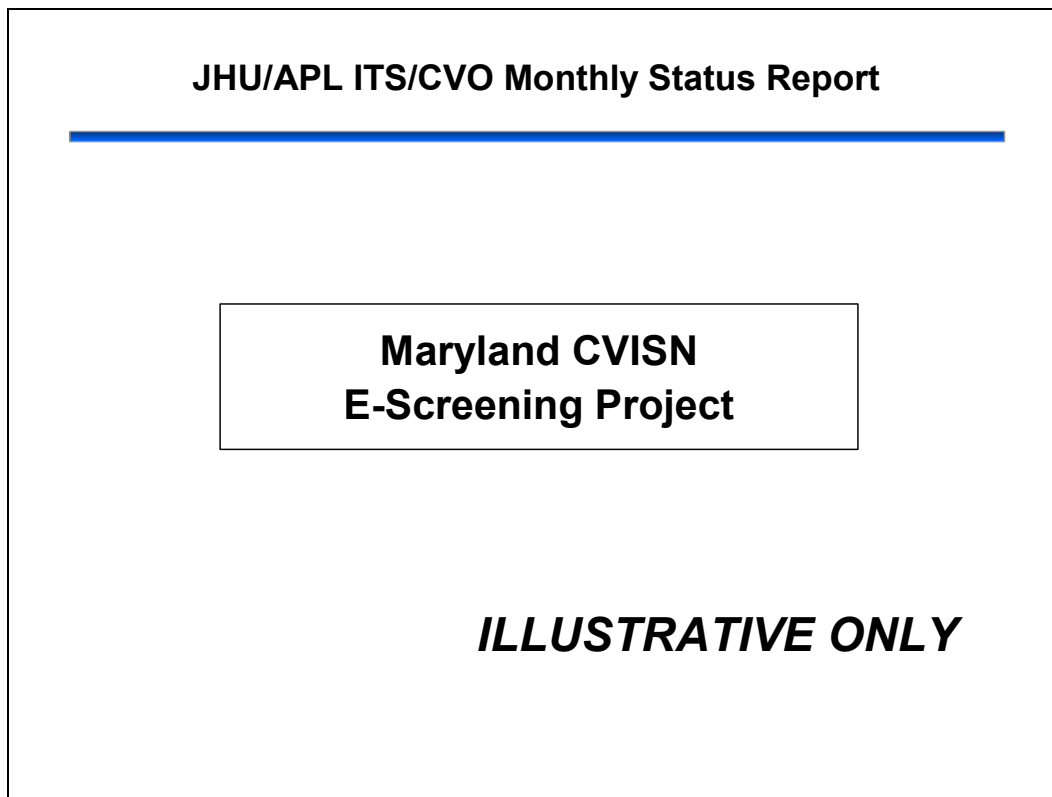 JHU/APL ITS/CVO Monthly Status Report
Maryland CVISN
E-Screening Project
ILLUSTRATIVE ONLY